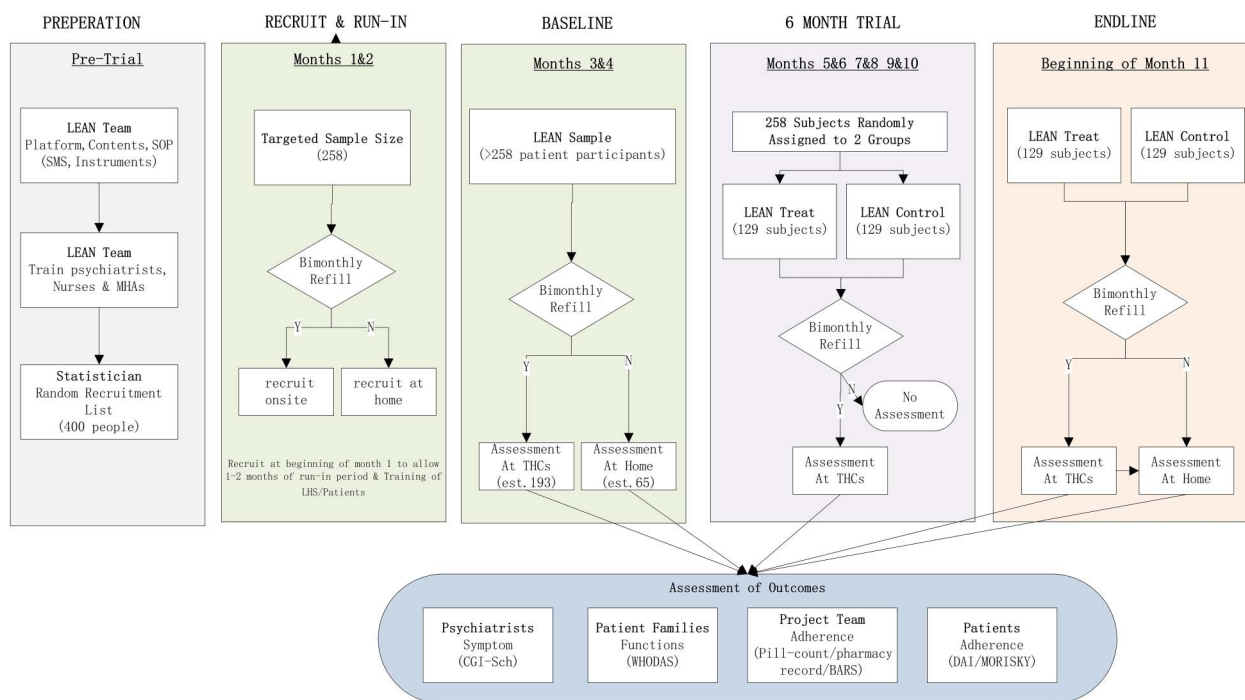 PREPERATION
Pre-Trial
LEAN Team
Platform,Contents,SOP
(SMS,Instruments)
LEAN Team
Train psychiatrists,
Nurses & MHAs
Statistician
Random Recruitment
List
(400 people)
RECRUIT & RUN-IN
Months 1&2
Targeted Sample Size
(258)
Bimonthly
Refill
Y
N
recruit
onsite
recruit at
home
Recruit at beginning of month 1 to allow
1-2 months of run-in period & Training of
LHS/Patients
BASELINE
Months 3&4
LEAN Sample
(>258 patient participants)
Bimonthly
Refill
Y
N
Assessment
At THCs
(est.193)
Assessment
At Home
(est.65)
6 MONTH TRIAL
Months 5&6 7&8 9&10
258 Subjects Randomly
Assigned to 2 Groups
LEAN Treat
(129 subjects)
LEAN Control
(129 subjects)
Bimonthly
Refill
N
Y
No
Assessment
Assessment
At THCs
ENDLINE
Beginning of Month 11
LEAN Treat
(129 subjects)
LEAN Control
(129 subjects)
Bimonthly
Refill
Y
N
Assessment
At THCs
Assessment
At Home
Assessment of Outcomes
Psychiatrists
Symptom
(CGI-Sch)
Patient Families
Functions
(WHODAS)
Project Team
Adherence
(Pill-count/pharmacy
record/BARS)
Patients
Adherence
(DAI/MORISKY)